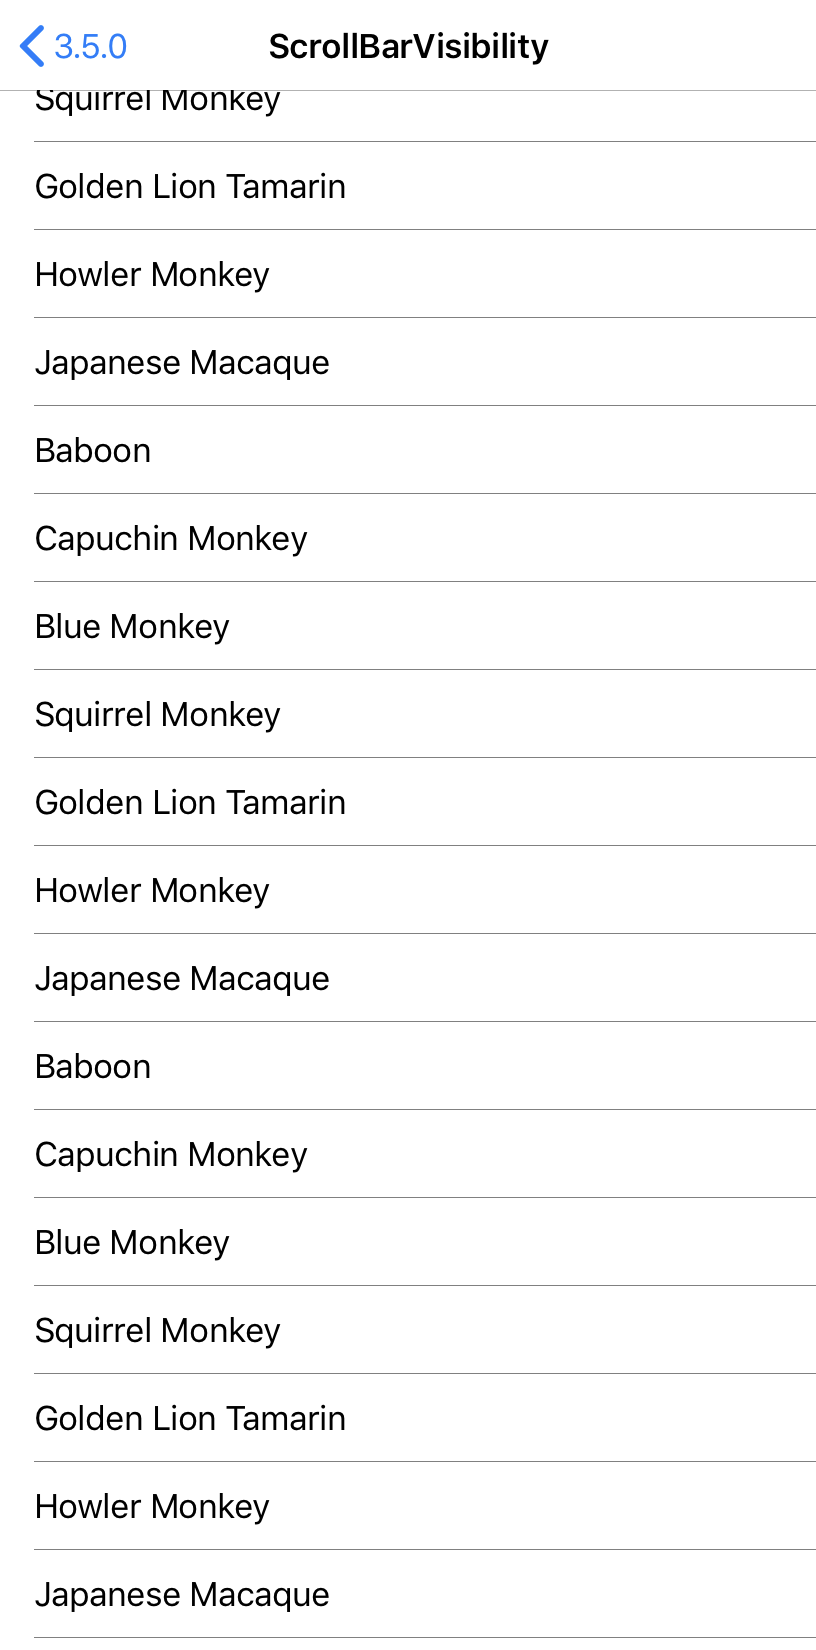 3.5.0 ScrollBarVisibility
Squirrel Monkey
Golden Lion Tamarin
Howler Monkey
Japanese Macaque
Baboon
Capuchin Monkey
Blue Monkey
Squirrel Monkey
Golden Lion Tamarin
Howler Monkey
Japanese Macaque
Baboon
Capuchin Monkey
Blue Monkey
Squirrel Monkey
Golden Lion Tamarin
Howler Monkey
Japanese Macaque